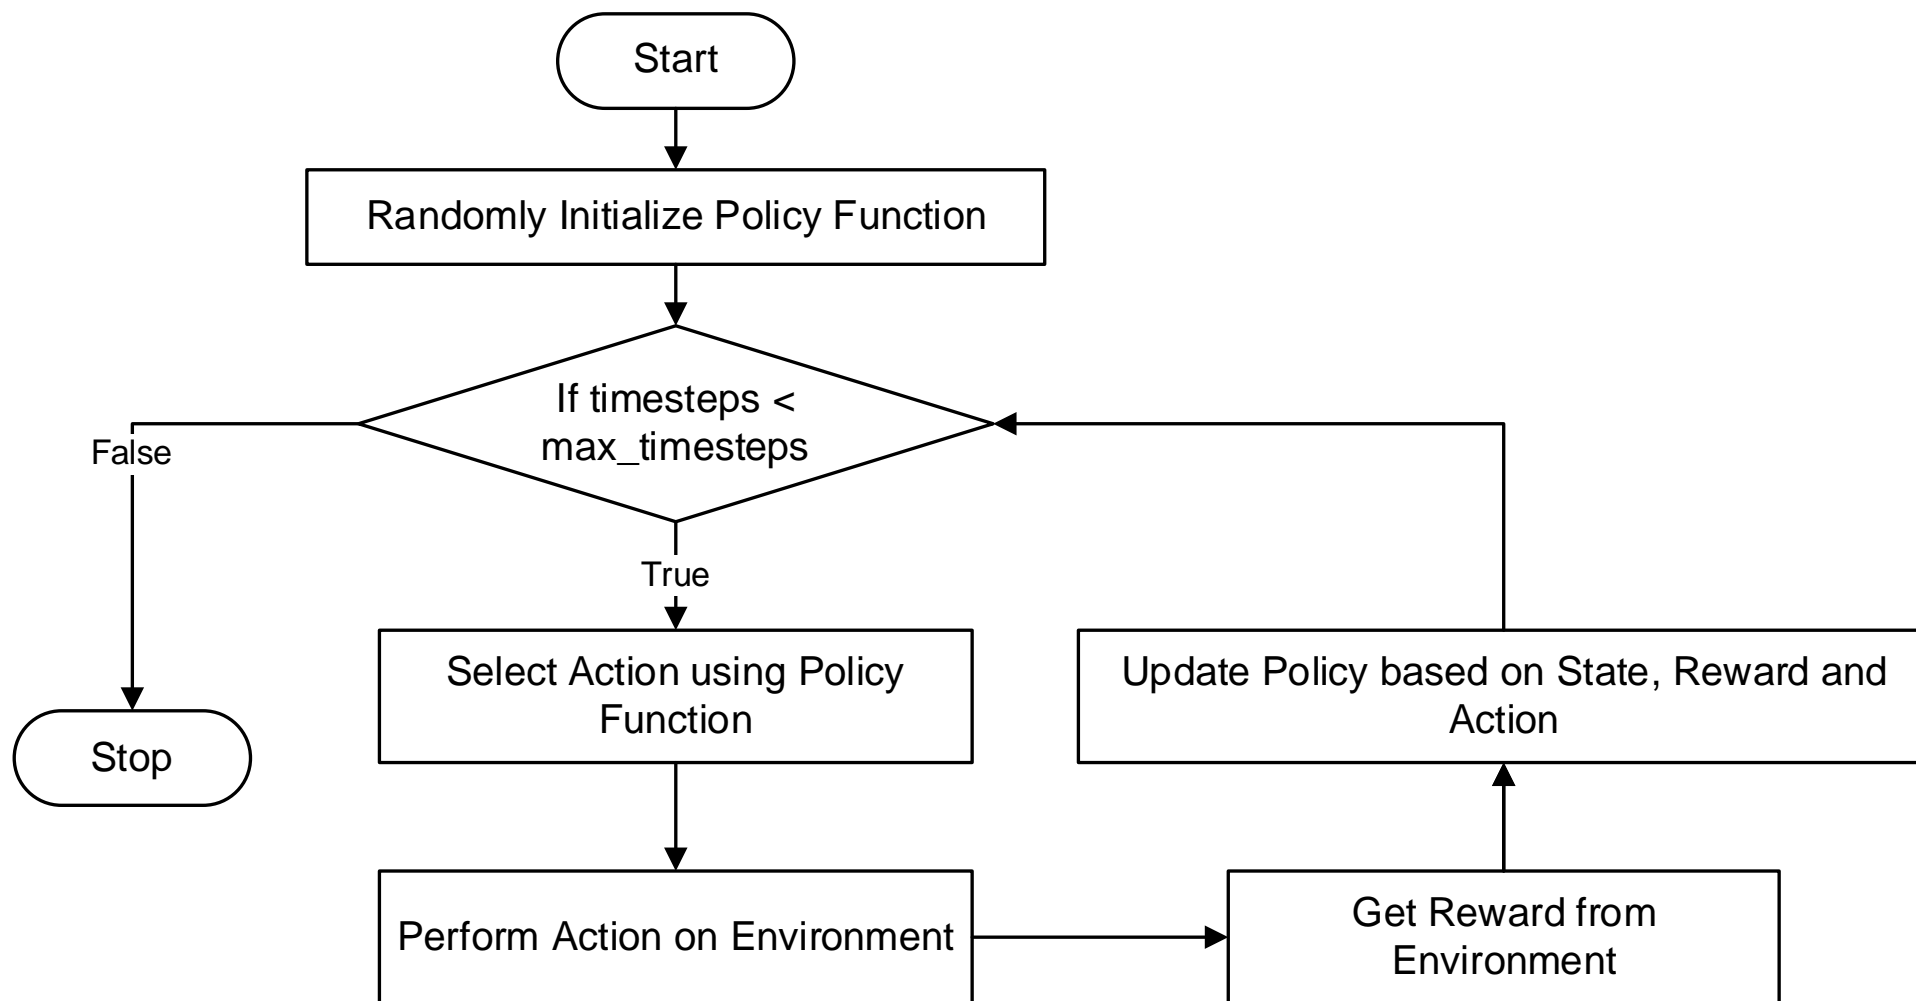 Start
Randomly Initialize Policy Function
If timesteps <
max_timesteps
False
True
Select Action using Policy
Function
Update Policy based on State, Reward and
Action
Stop
Perform Action on Environment
Get Reward from
Environment